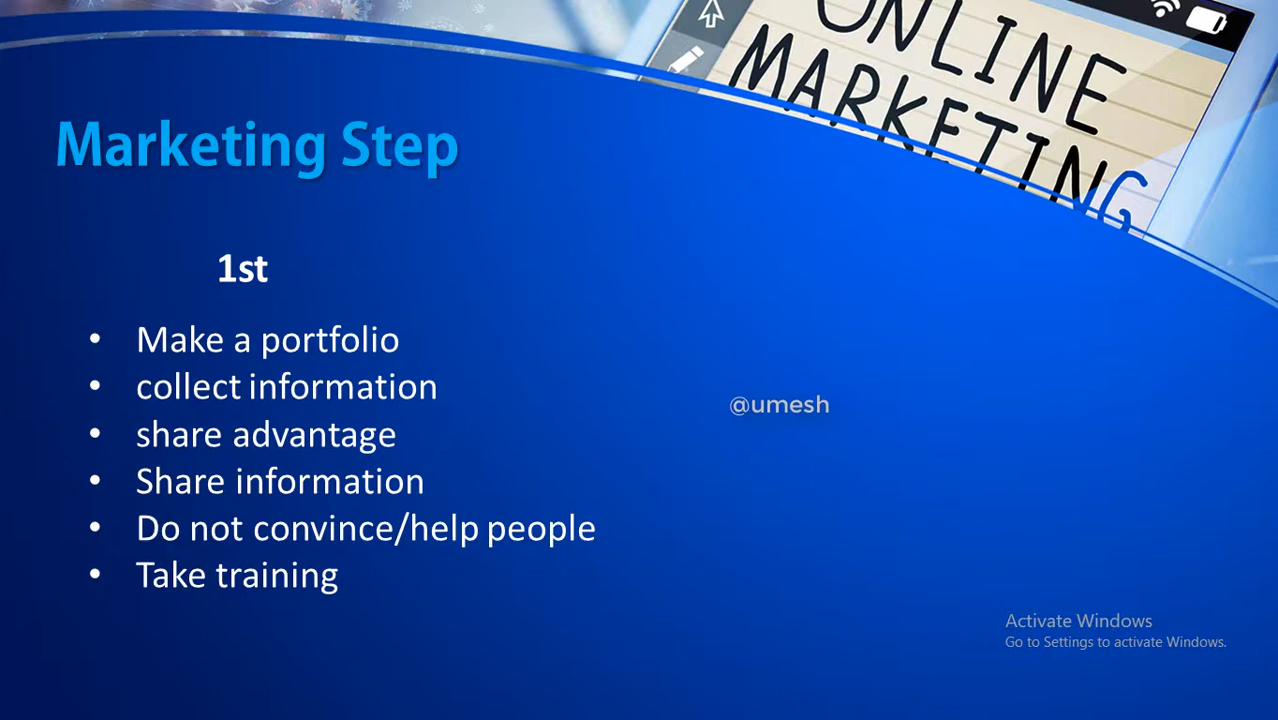 ONLINE
MARKETING
Marketing Step
1st
• Make a portfolio
• collect information
• share advantage
• Share information
• Do not convince/help people
• Take training
@umesh
Activate Windows
Go to Settings to activate Windows.